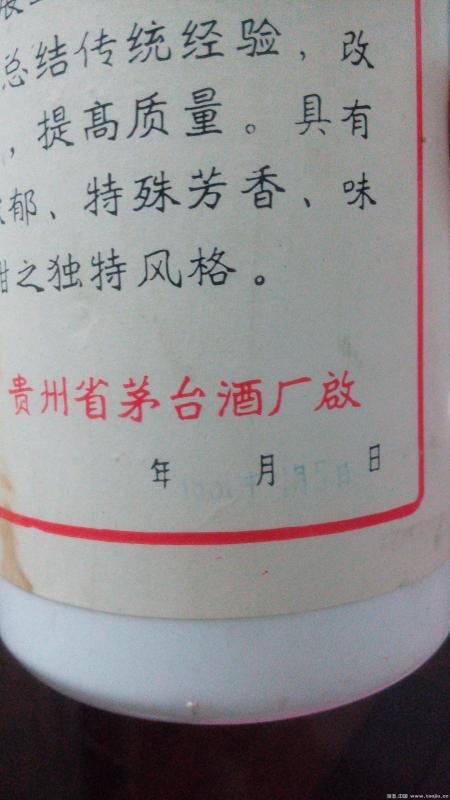 总结传统经验，改
，提高质量。具有
郁、特殊芳香、味
甜之独特风格。
贵州省茅台酒厂啟
年 月 日